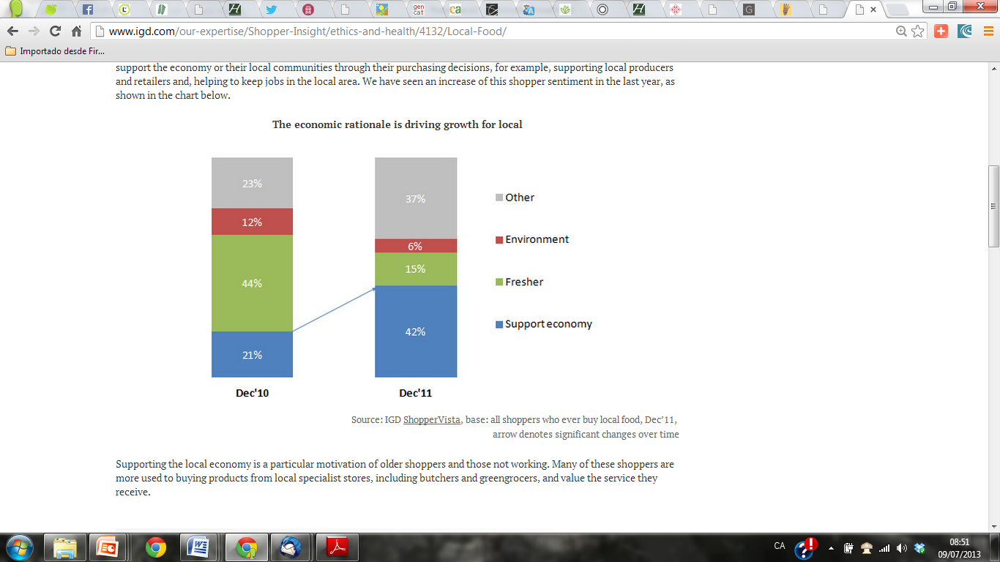 gen
cat
ca
G
www.igd.com/our-expertise/Shopper-Insight/ethics-and-health/4132/Local-Food/
Importado desde Fir...
support the economy or their local communities through their purchasing decisions, for example, supporting local producers
and retailers and, helping to keep jobs in the local area. We have seen an increase of this shopper sentiment in the last year, as
shown in the chart below.
The economic rationale is driving growth for local
23%
37%
Other
12%
6%
Environment
44%
15%
Fresher
21%
42%
Support economy
Dec'10
Dec'11
Source: IGD ShopperVista, base: all shoppers who ever buy local food, Dec’11,
arrow denotes significant changes over time
Supporting the local economy is a particular motivation of older shoppers and those not working. Many of these shoppers are
more used to buying products from local specialist stores, including butchers and greengrocers, and value the service they
receive.
CA
08:51
09/07/2013